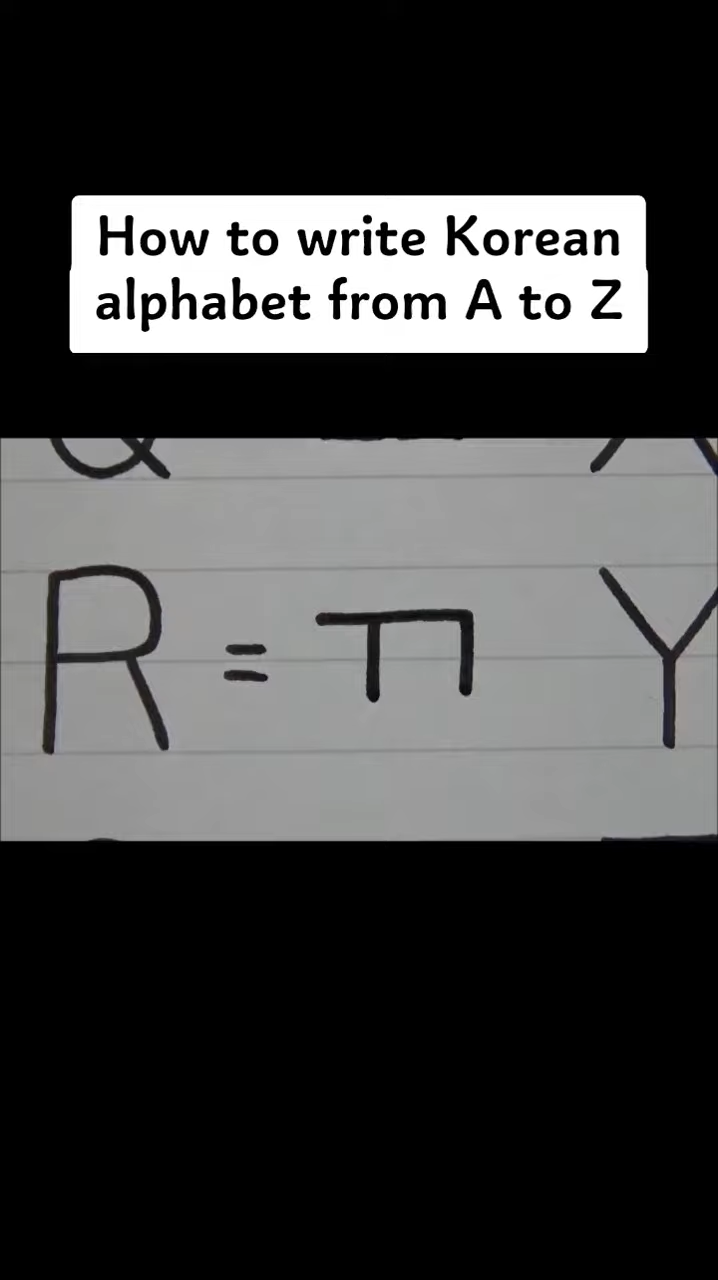 How to write Korean
alphabet from A to Z
R = ㄲ Y